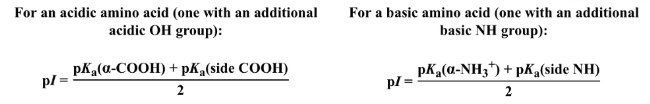 For an acidic amino acid (one with an additional
acidic OH group):
pI = pKₐ(α-COOH) + pKₐ(side COOH) / 2
For a basic amino acid (one with an additional
basic NH group):
pI = pKₐ(α-NH₃⁺) + pKₐ(side NH) / 2